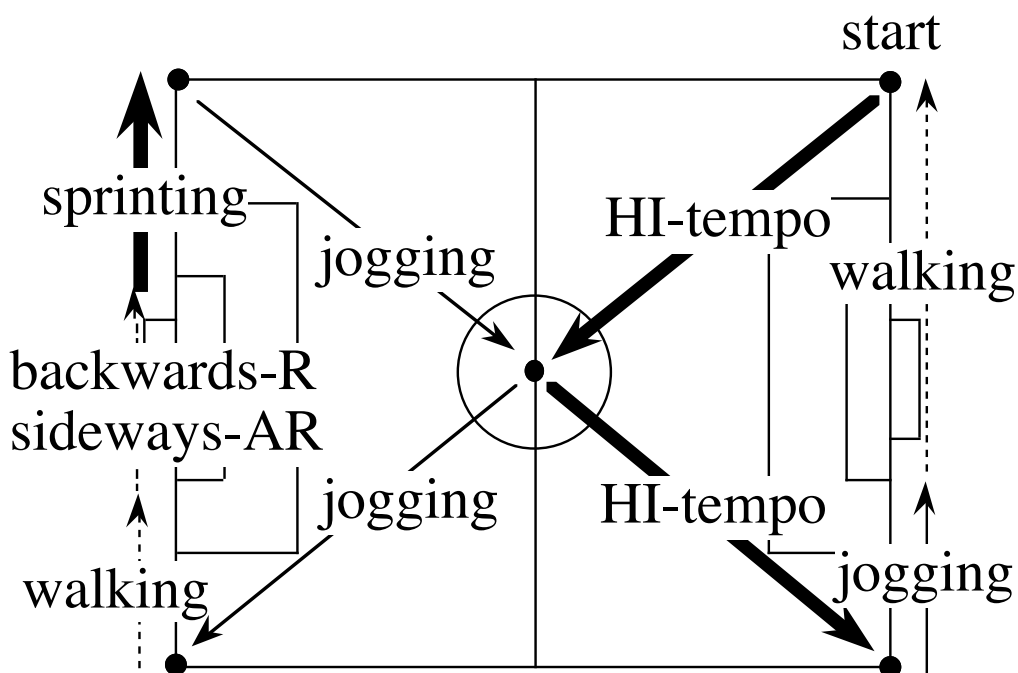 start
sprinting
HI-tempo
jogging
walking
backwards-R
sideways-AR
jogging
HI-tempo
walking
jogging